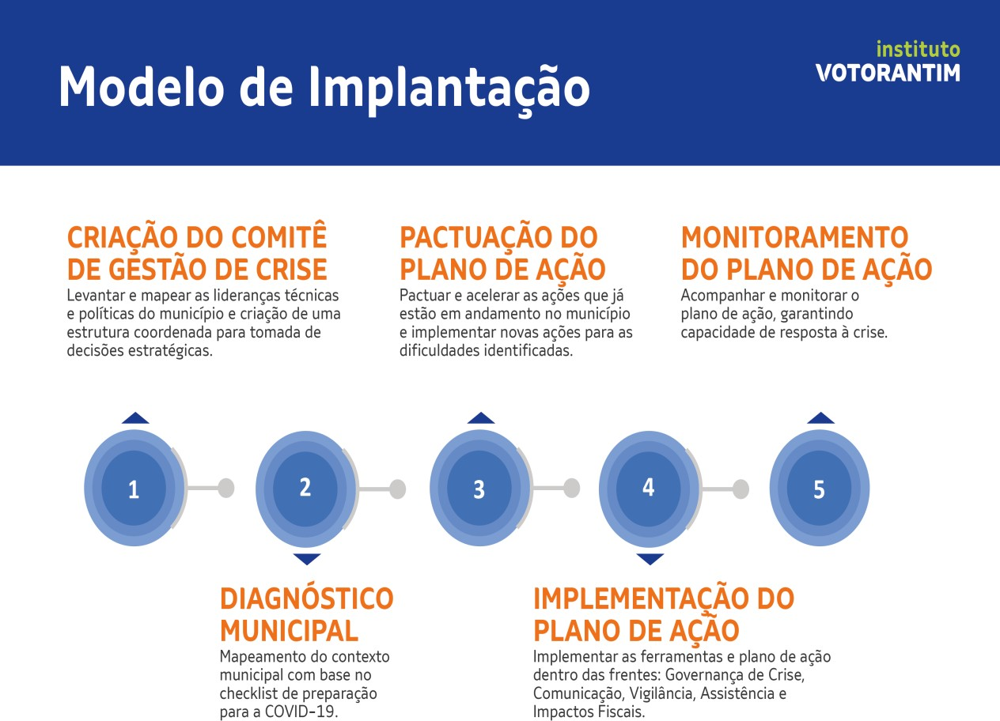 Modelo de Implantação
instituto
VOTORANTIM
CRIAÇÃO DO COMITÊ
DE GESTÃO DE CRISE
Levantar e mapear as lideranças técnicas
e políticas do município e criação de uma
estrutura coordenada para tomada de
decisões estratégicas.
PACTUAÇÃO DO
PLANO DE AÇÃO
Pactuar e acelerar as ações que já
estão em andamento no município
e implementar novas ações para as
dificuldades identificadas.
MONITORAMENTO
DO PLANO DE AÇÃO
Acompanhar e monitorar o
plano de ação, garantindo
capacidade de resposta à crise.
1
2
3
4
5
DIAGNÓSTICO
MUNICIPAL
Mapeamento do contexto
municipal com base no
checklist de preparação
para a COVID-19.
IMPLEMENTAÇÃO DO
PLANO DE AÇÃO
Implementar as ferramentas e plano de ação
dentro das frentes: Governança de Crise,
Comunicação, Vigilância, Assistência e
Impactos Fiscais.